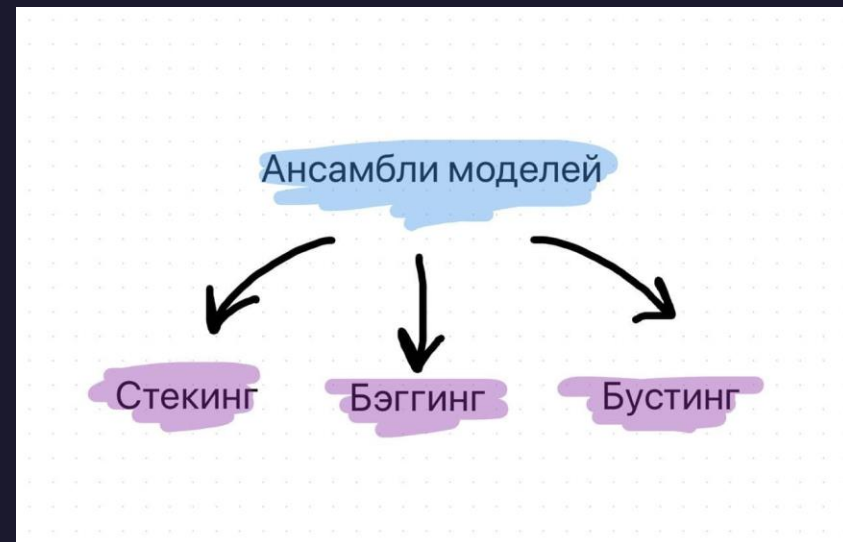 Ансамбли моделей
Стекинг
Бэггинг
Бустинг